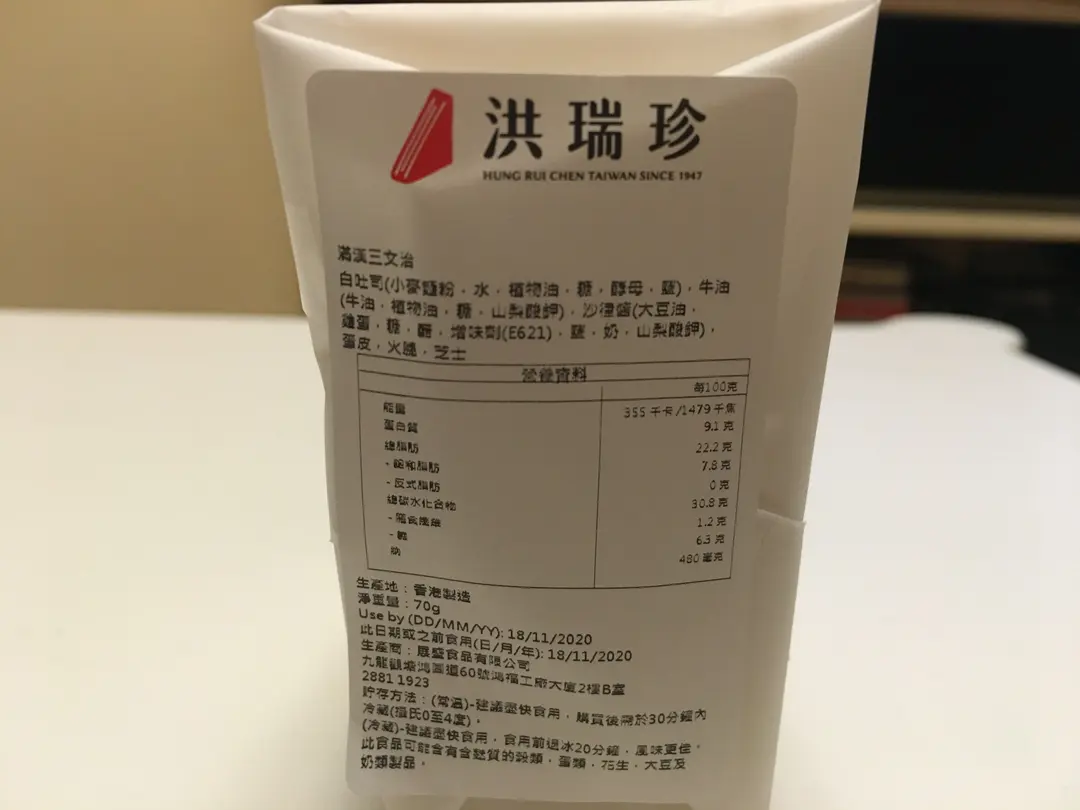 洪瑞珍
HUNG RUI CHEN TAIWAN SINCE 1947
滿漢三文治
白吐司(小麥麵粉，水，植物油，糖，酵母，鹽)，牛油
(牛油，植物油，糖，山梨酸鉀)，沙律醬(大豆油，
雞蛋，糖，醋，增味劑(E621)，鹽，奶，山梨酸鉀)，
蛋皮，火腿，芝士
營養資料
每100克
能量 355 千卡/1479 千焦
蛋白質 9.1 克
總脂肪 22.2 克
- 飽和脂肪 7.8 克
- 反式脂肪 0 克
總碳水化合物 30.8 克
- 膳食纖維 1.2 克
- 糖 6.3 克
鈉 480 毫克
生產地：香港製造
淨重量：70g
Use by (DD/MM/YY): 18/11/2020
此日期或之前食用(日/月/年): 18/11/2020
生產商：展盛食品有限公司
九龍觀塘鴻圖道60號鴻福工廠大廈2樓B室
2881 1923
貯存方法：(常溫)-建議盡快食用，購買後需於30分鐘內
冷藏(攝氏0至4度)。
(冷藏)-建議盡快食用，食用前退冰20分鐘，風味更佳。
此食品可能含有含麩質的穀類，蛋類，花生，大豆及
奶類製品。